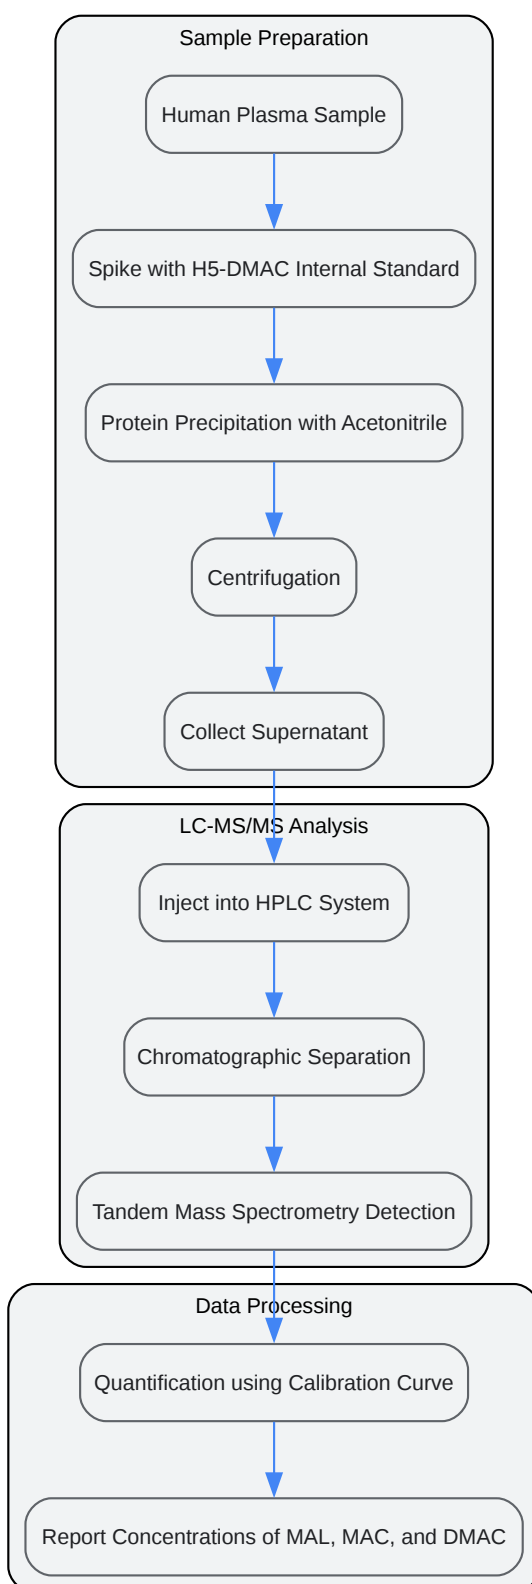 Sample Preparation
Human Plasma Sample
Spike with H5-DMAC Internal Standard
Protein Precipitation with Acetonitrile
Centrifugation
Collect Supernatant
LC-MS/MS Analysis
Inject into HPLC System
Chromatographic Separation
Tandem Mass Spectrometry Detection
Data Processing
Quantification using Calibration Curve
Report Concentrations of MAL, MAC, and DMAC